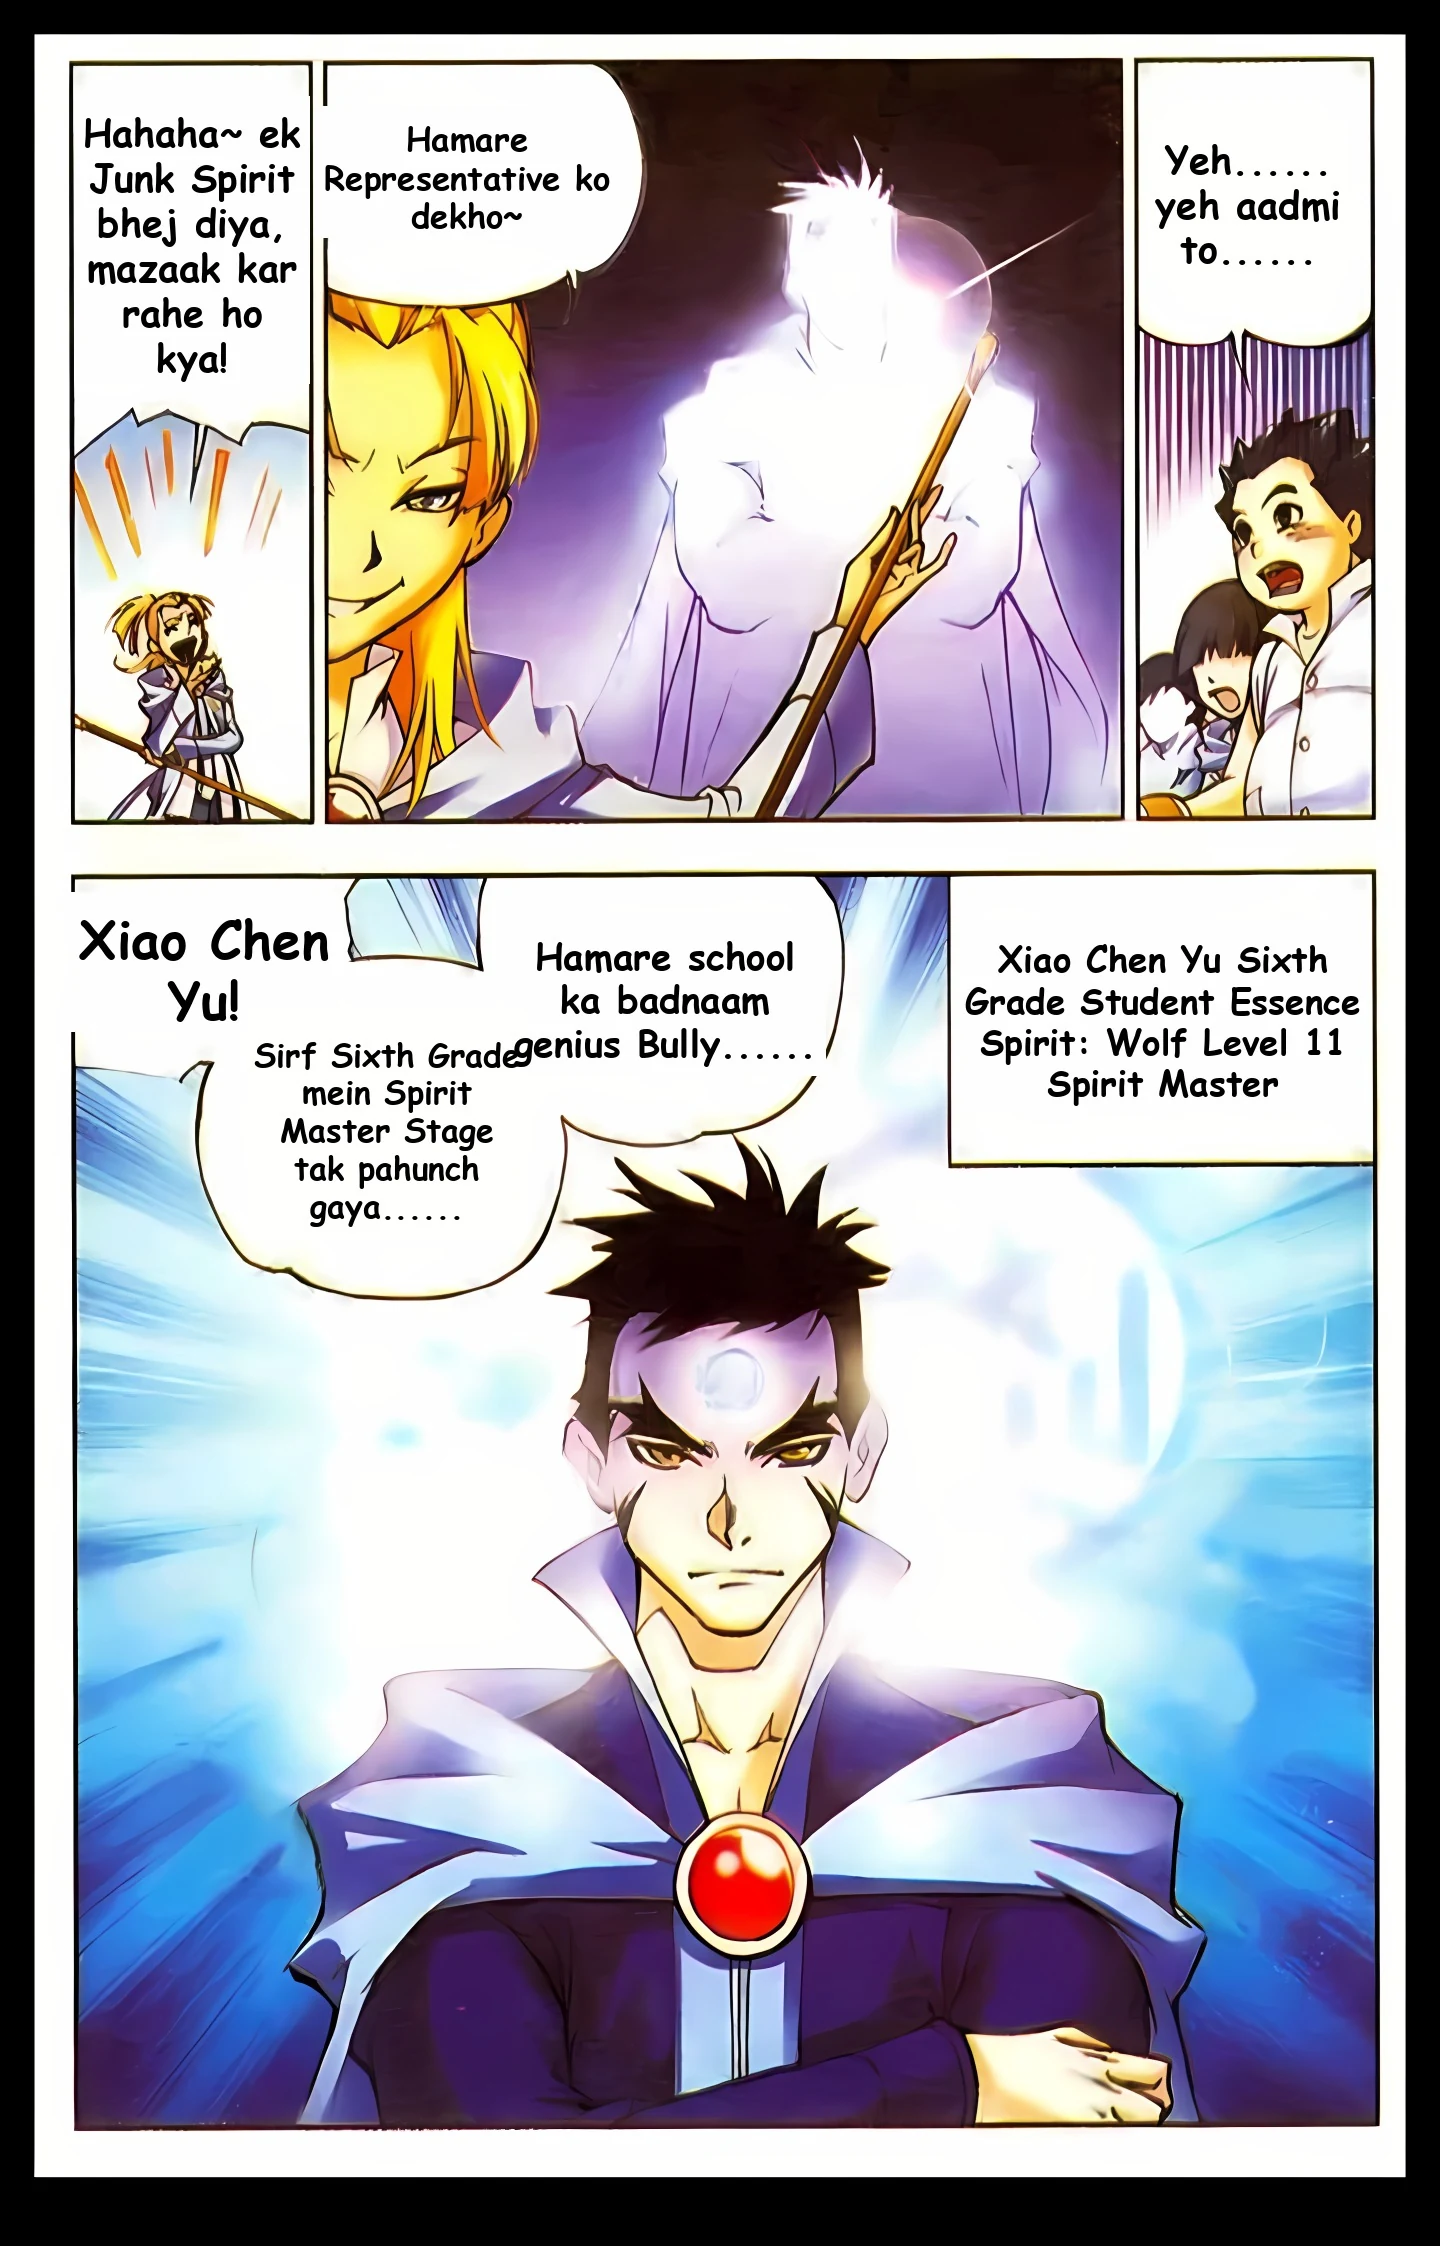 Hahaha~ ek
Junk Spirit
bhej diya,
mazaak kar
rahe ho
kya!
Hamare
Representative ko
dekho~
Yeh......
yeh aadmi
to......
Xiao Chen
Yu!
Sirf Sixth Grade
mein Spirit
Master Stage
tak pahunch
gaya......
Hamare school
ka badnaam
genius Bully......
Xiao Chen Yu Sixth
Grade Student Essence
Spirit: Wolf Level 11
Spirit Master